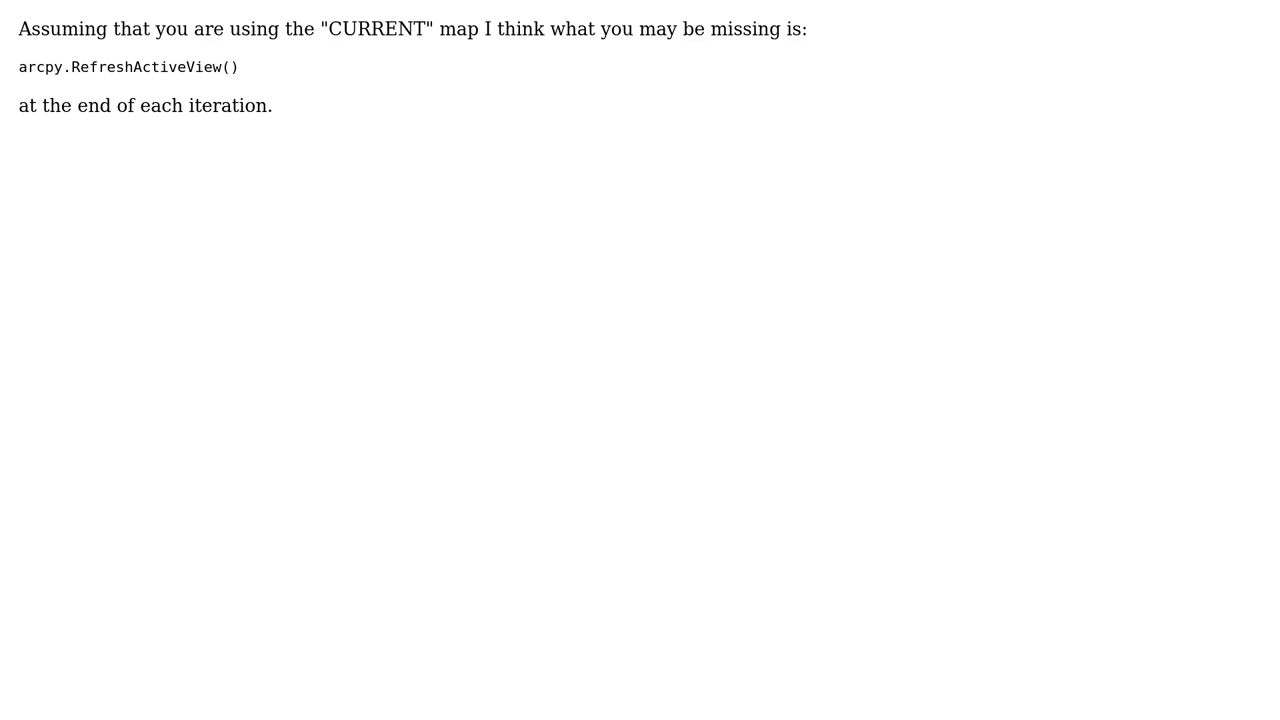 Assuming that you are using the "CURRENT" map I think what you may be missing is:
arcpy.RefreshActiveView()
at the end of each iteration.